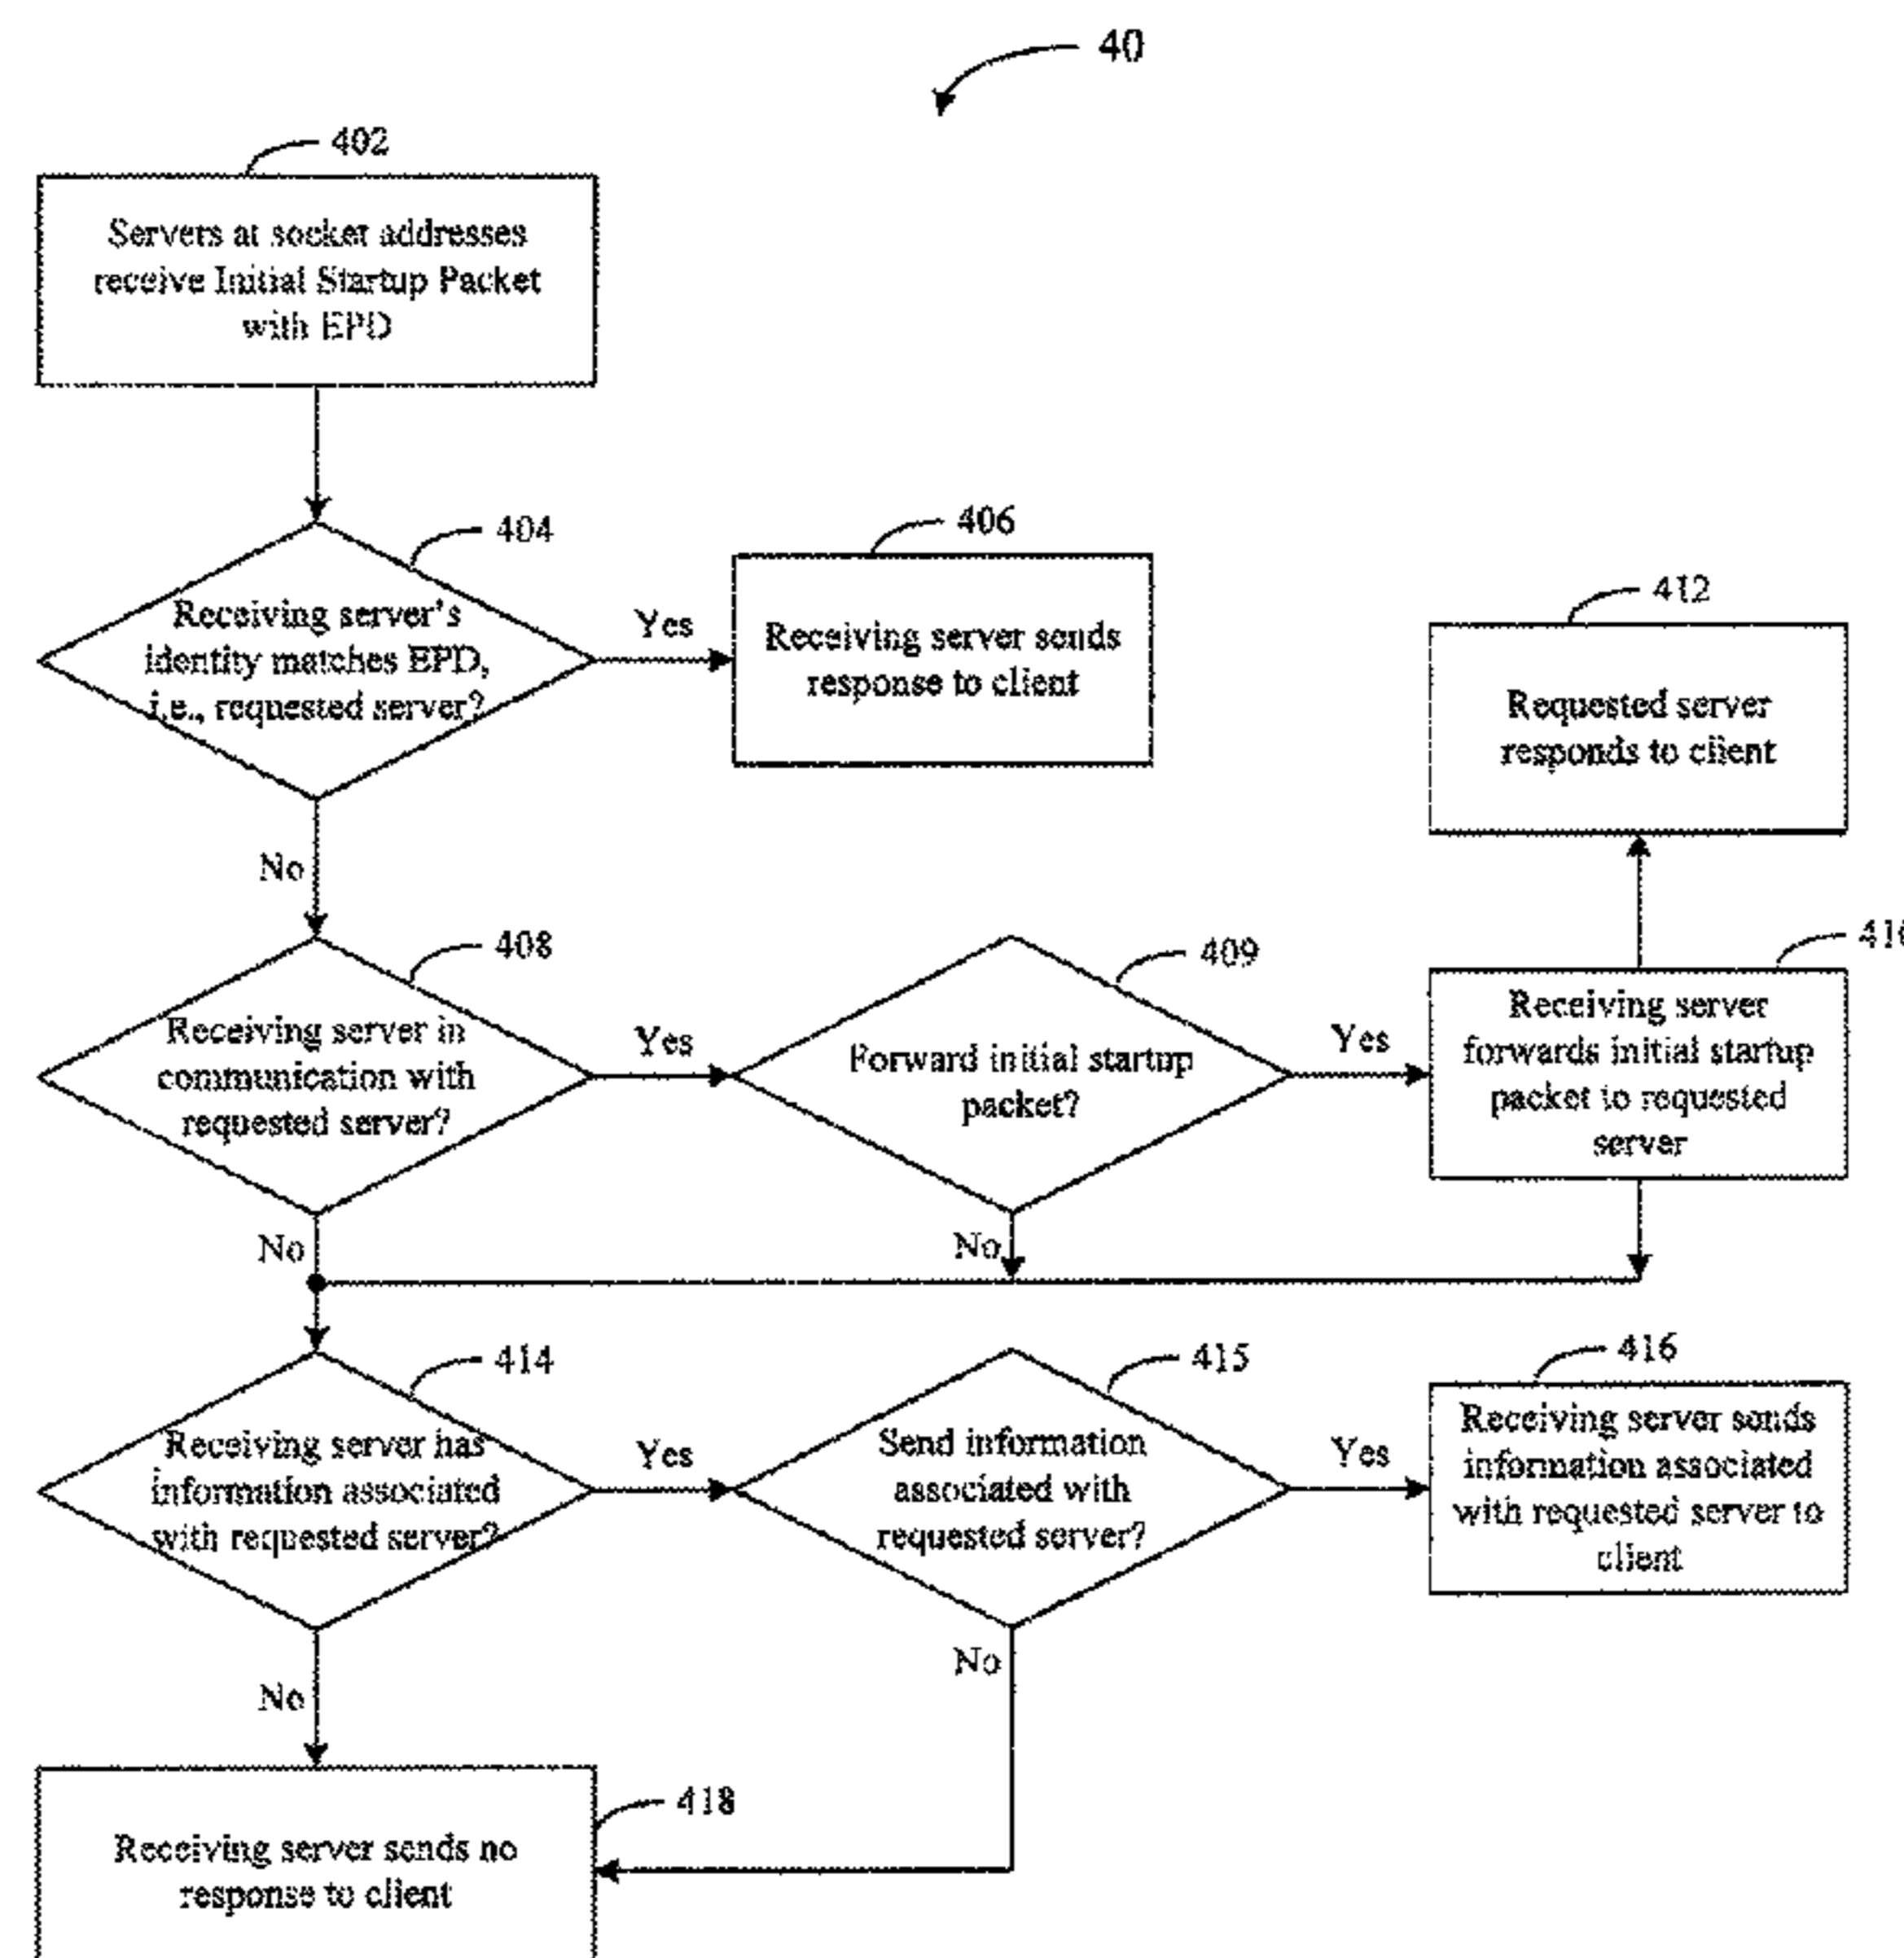 40
402
Servers at socket addresses
receive Initial Startup Packet
with EPD
404
Receiving server's
identity matches EPD,
i.e., requested server?
Yes
406
Receiving server sends
response to client
412
Requested server
responds to client
No
408
Receiving server in
communication with
requested server?
Yes
409
Forward initial startup
packet?
Yes
410
Receiving server
forwards initial startup
packet to requested
server
No
No
414
Receiving server has
information associated
with requested server?
Yes
415
Send information
associated with
requested server?
Yes
416
Receiving server sends
information associated
with requested server to
client
No
No
418
Receiving server sends no
response to client